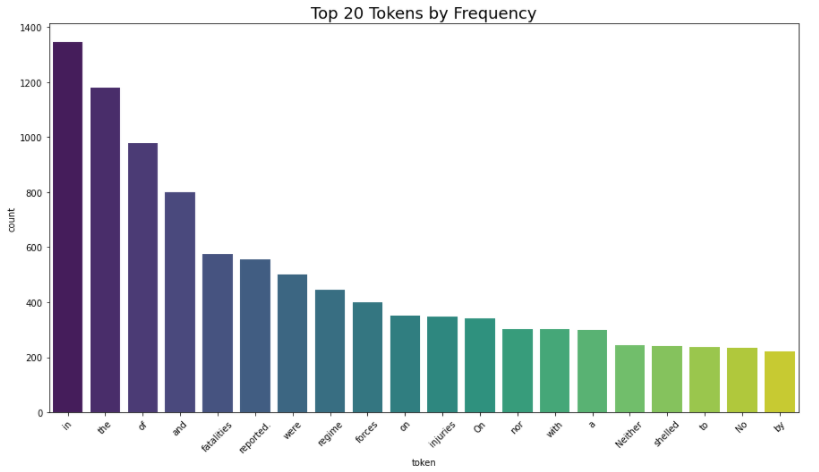 Top 20 Tokens by Frequency
1400
1200
1000
800
600
400
200
0
count
in the of and fatalities reported. were regime forces on injuries On nor with a Neither shelled to No by
token